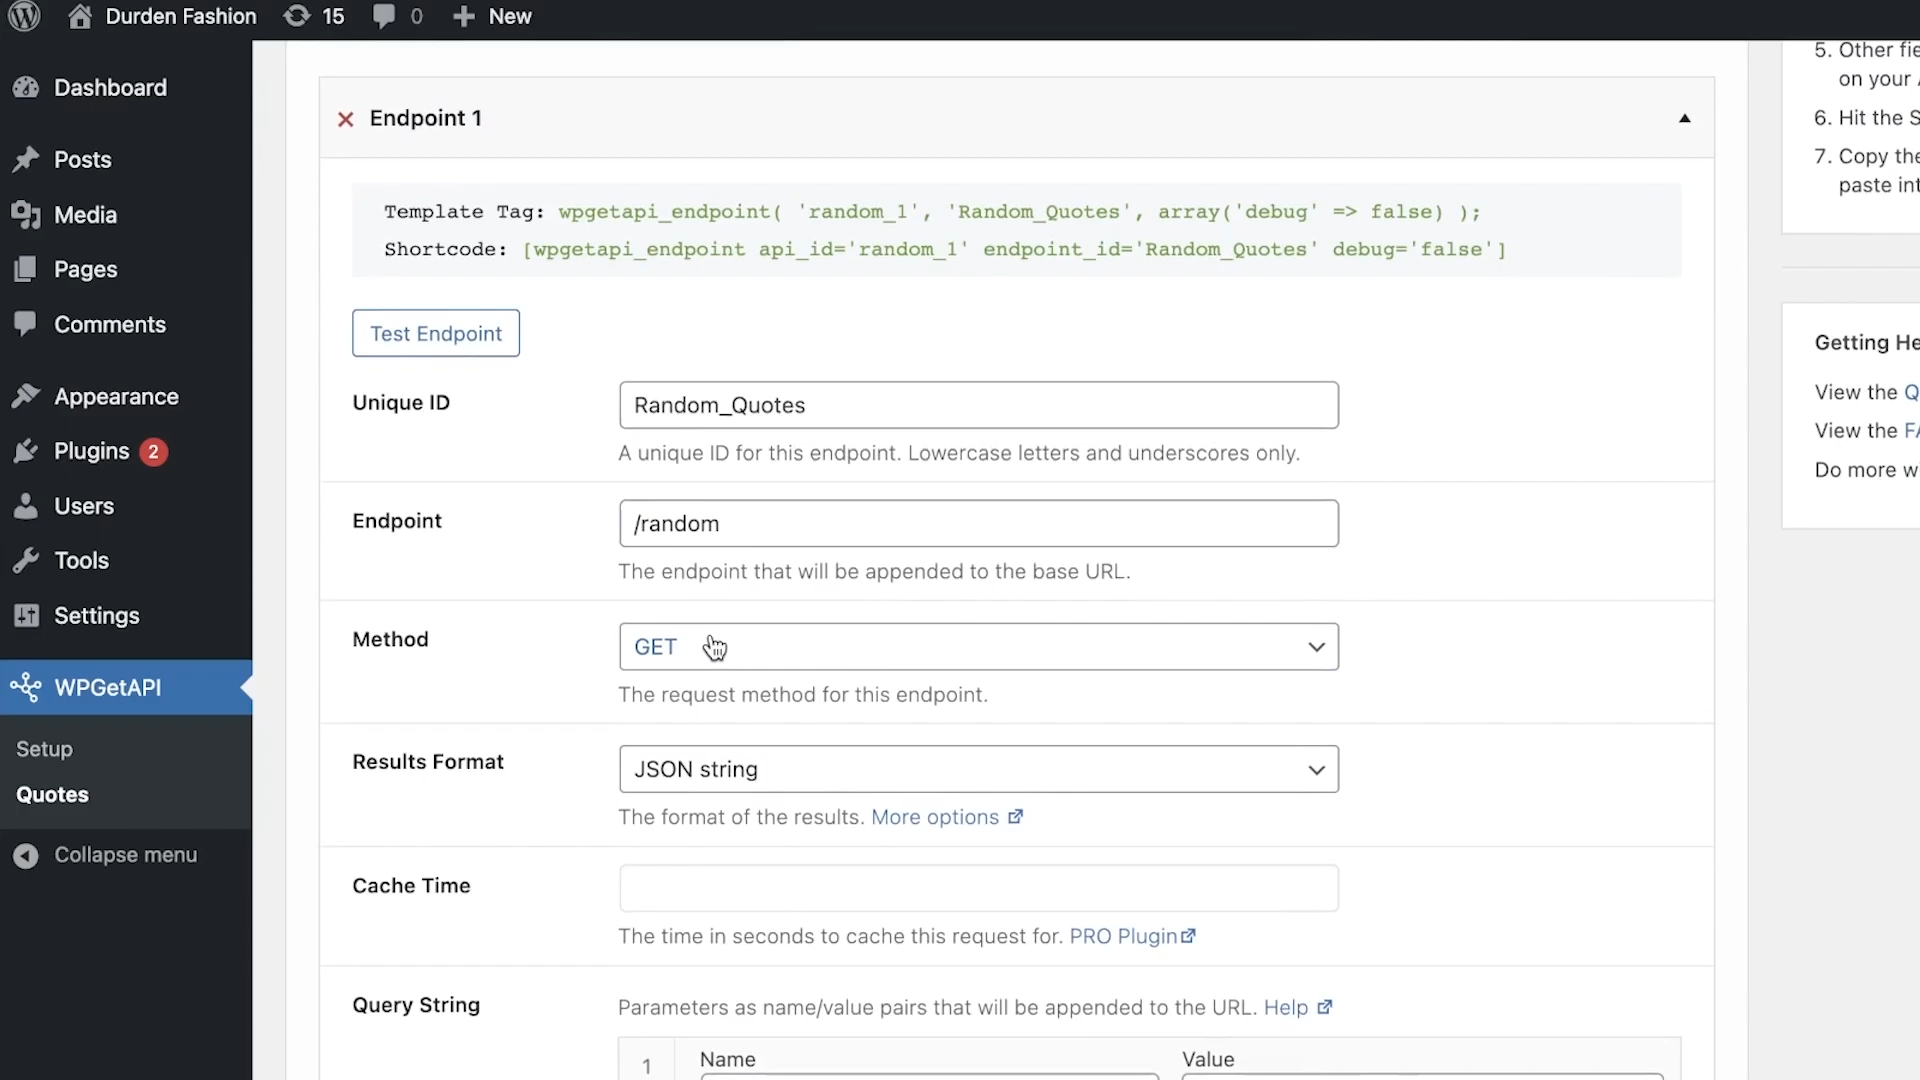 Durden Fashion 15 0 New
Dashboard
Posts
Media
Pages
Comments
Appearance
Plugins 2
Users
Tools
Settings
WPGetAPI
Setup
Quotes
Collapse menu
Endpoint 1
Template Tag: wpgetapi_endpoint( 'random_1', 'Random_Quotes', array('debug' => false) );
Shortcode: [wpgetapi_endpoint api_id='random_1' endpoint_id='Random_Quotes' debug='false']
Test Endpoint
Unique ID
Random_Quotes
A unique ID for this endpoint. Lowercase letters and underscores only.
Endpoint
/random
The endpoint that will be appended to the base URL.
Method
GET
The request method for this endpoint.
Results Format
JSON string
The format of the results. More options
Cache Time
The time in seconds to cache this request for. PRO Plugin
Query String
Parameters as name/value pairs that will be appended to the URL. Help
1 Name Value
5. Other fie
on your
6. Hit the S
7. Copy the
paste int
Getting He
View the Q
View the FA
Do more wi